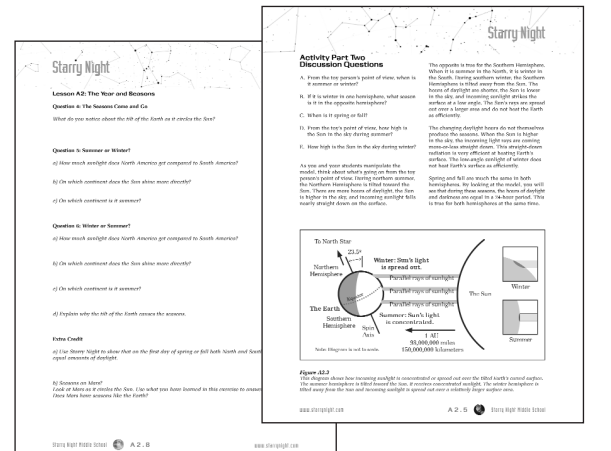 Starry Night
Lesson A2: The Year and Seasons
Question 4: The Seasons Come and Go
What do you notice about the tilt of the Earth as it circles the Sun?
Question 5: Summer or Winter?
a) How much sunlight does North America get compared to South America?
b) On which continent does the Sun shine more directly?
c) On which continent is it summer?
Question 6: Winter or Summer?
a) How much sunlight does North America get compared to South America?
b) On which continent does the Sun shine more directly?
c) On which continent is it summer?
d) Explain why the tilt of the Earth causes the seasons.
Extra Credit
a) Use Starry Night to show that on the first day of spring or fall both North and South
equal amounts of daylight.
b) Seasons on Mars?
Look at Mars as it circles the Sun. Use what you have learned in this exercise to answer
Does Mars have seasons like the Earth?
Starry Night Middle School
A 2 . 8
www.starrynight.com
Starry Night
Activity Part Two
Discussion Questions
A. From the toy person's point of view, when is
it summer or winter?
B. If it is winter in one hemisphere, what season
is it in the opposite hemisphere?
C. When is it spring or fall?
D. From the toy's point of view, how high is
the Sun in the sky during summer?
E. How high is the Sun in the sky during winter?
As you and your students manipulate the
model, think about what's going on from the toy
person's point of view. During northern summer,
the Northern Hemisphere is tilted toward the
Sun. There are more hours of daylight, the Sun
is higher in the sky, and incoming sunlight falls
nearly straight down on the surface.
The opposite is true for the Southern Hemisphere.
When it is summer in the North, it is winter in
the South. During southern winter, the Southern
Hemisphere is tilted away from the Sun. The
hours of daylight are shorter, the Sun is lower
in the sky, and incoming sunlight strikes the
surface at a low angle. The Sun's rays are spread
out over a larger area and do not heat the Earth
as efficiently.
The changing daylight hours do not themselves
produce the seasons. When the Sun is higher
in the sky, the incoming light rays are coming
more-or-less straight down. This straight-down
radiation is very efficient at heating Earth's
surface. The low-angle sunlight of winter does
not heat Earth's surface as efficiently.
Spring and fall are much the same in both
hemispheres. By looking at the model, you will
see that during these seasons, the hours of daylight
and darkness are equal in a 24-hour period. This
is true for both hemispheres at the same time.
To North Star
23.5°
Northern
Hemisphere
Winter: Sun's light
is spread out.
Parallel rays of sunlight
Parallel rays of sunlight
Parallel rays of sunlight
Equator
The Earth
Southern
Hemisphere
Spin
Axis
Summer: Sun's light
is concentrated.
1 AU
93,000,000 miles
150,000,000 kilometers
Note: Diagram is not to scale.
The Sun
Winter
Summer
Figure A2.3
This diagram shows how incoming sunlight is concentrated or spread out over the tilted Earth's curved surface.
The summer hemisphere is tilted toward the Sun, it receives concentrated sunlight. The winter hemisphere is
tilted away from the Sun and incoming sunlight is spread out over a relatively larger surface area.
www.starrynight.com
A 2 . 5
Starry Night Middle School